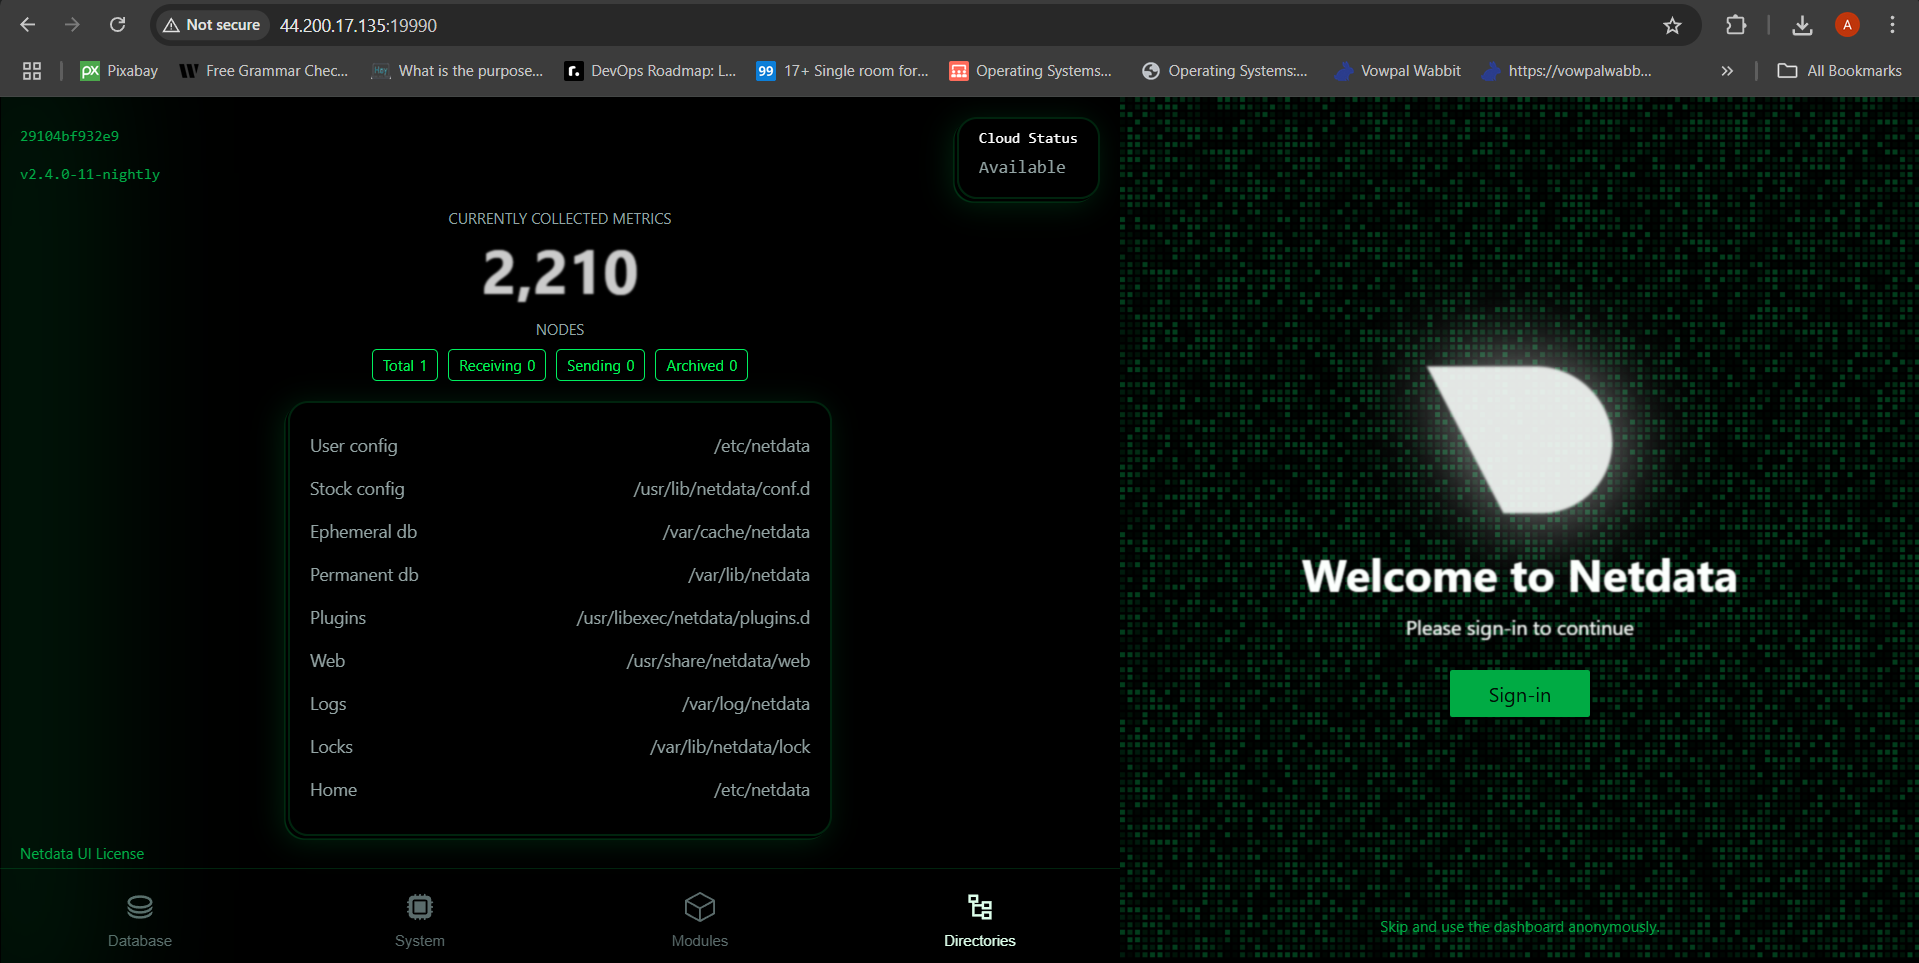 Not secure 44.200.17.135:19990
A
px Pixabay
Free Grammar Chec...
What is the purpose...
r. DevOps Roadmap: L...
99 17+ Single room for...
Operating Systems...
Operating Systems:...
Vowpal Wabbit
https://vowpalwabb...
»
All Bookmarks
29104bf932e9
v2.4.0-11-nightly
Cloud Status
Available
CURRENTLY COLLECTED METRICS
2,210
NODES
Total 1 Receiving 0 Sending 0 Archived 0
User config /etc/netdata
Stock config /usr/lib/netdata/conf.d
Ephemeral db /var/cache/netdata
Permanent db /var/lib/netdata
Plugins /usr/libexec/netdata/plugins.d
Web /usr/share/netdata/web
Logs /var/log/netdata
Locks /var/lib/netdata/lock
Home /etc/netdata
Netdata UI License
Database System Modules Directories
Welcome to Netdata
Please sign-in to continue
Sign-in
Skip and use the dashboard anonymously.